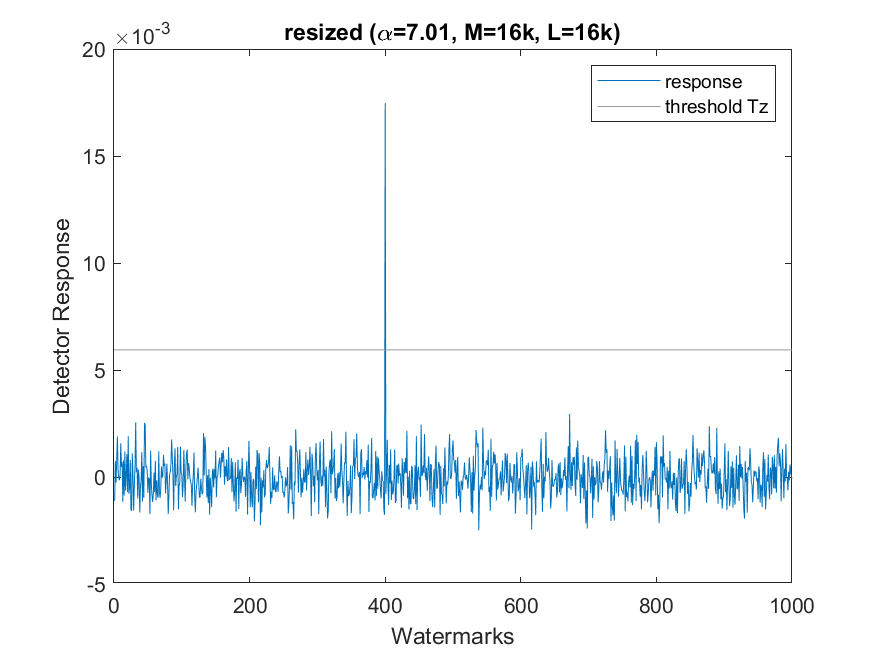 resized (α=7.01, M=16k, L=16k)
×10-3
20
15
10
5
0
-5
Detector Response
response
threshold Tz
0 200 400 600 800 1000
Watermarks